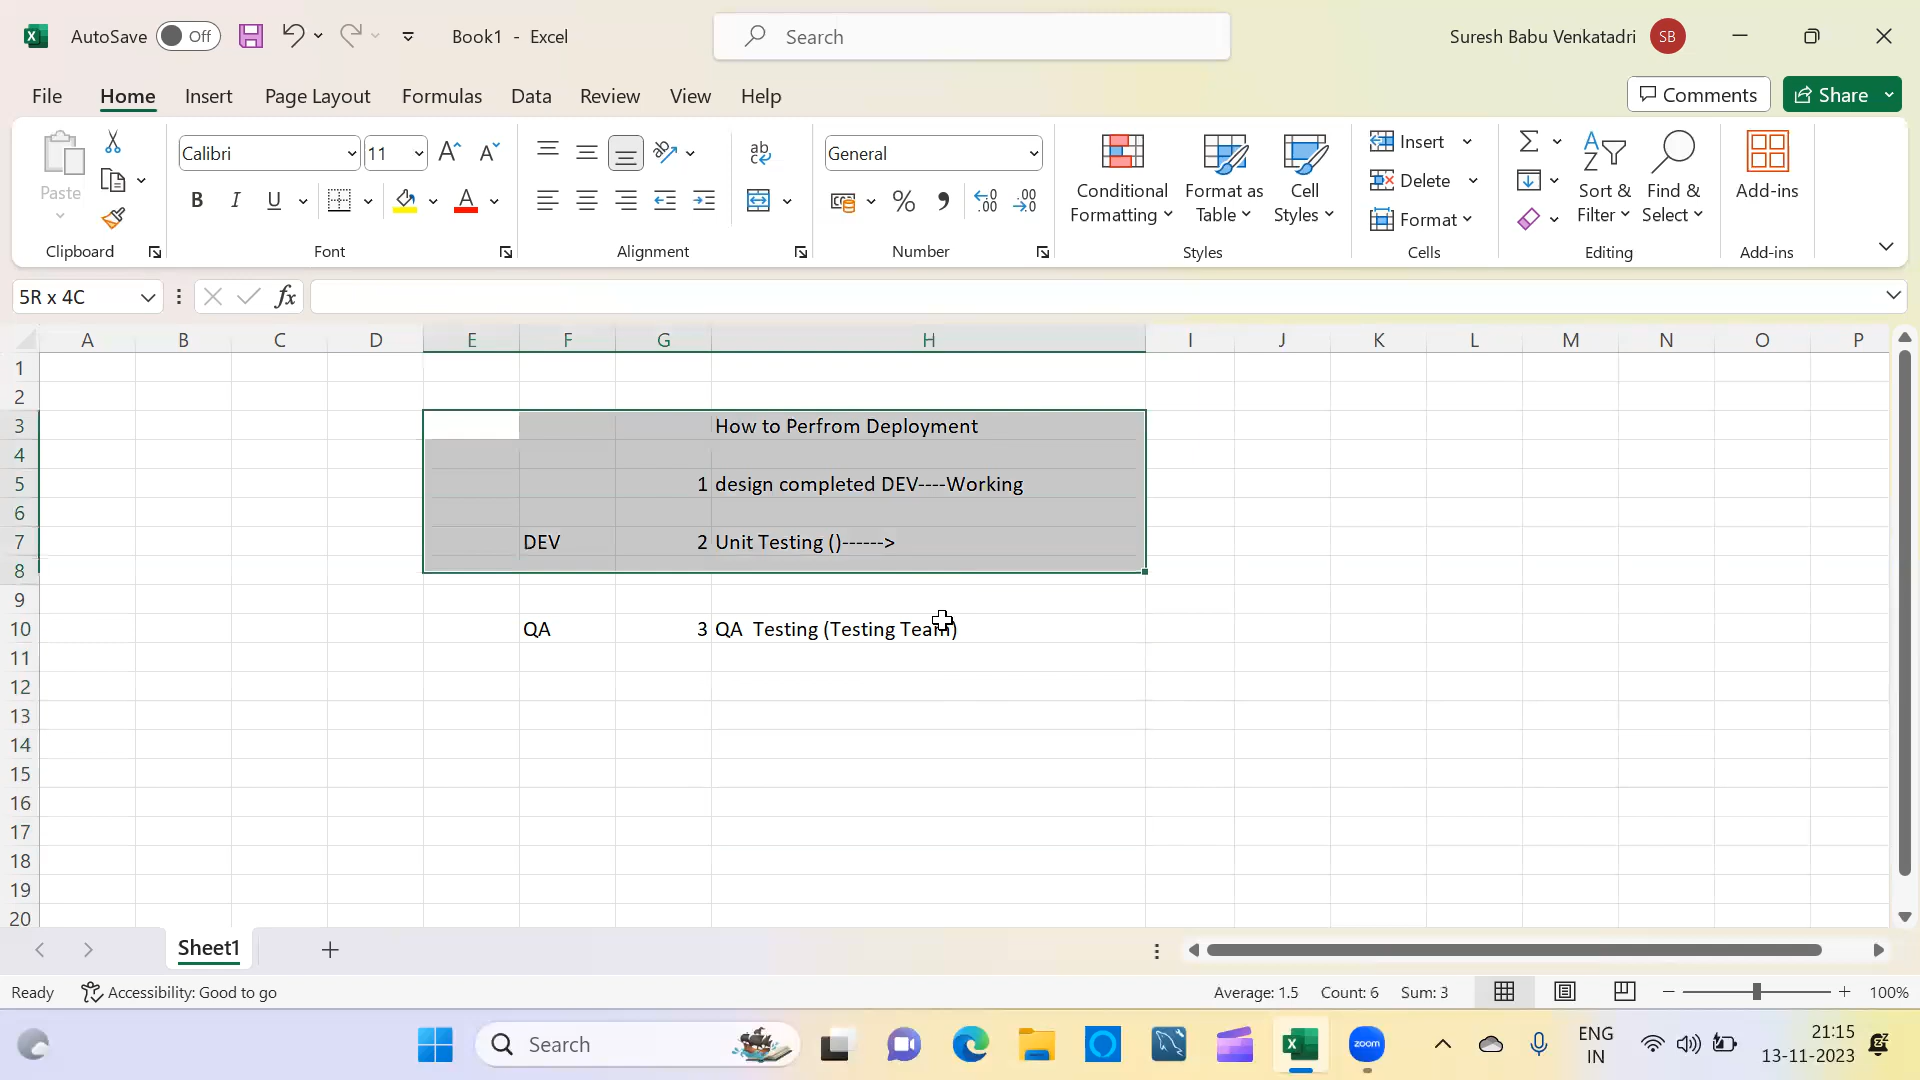 AutoSave Off Book1 - Excel Search Suresh Babu Venkatadri SB
File Home Insert Page Layout Formulas Data Review View Help Comments Share
Paste Calibri 11 General Conditional Formatting Format as Table Cell Styles Insert Delete Format Sort & Filter Find & Select Add-ins
Clipboard Font Alignment Number Styles Cells Editing Add-ins
5R x 4C fx
A B C D E F G H I J K L M N O P
1
2
3 How to Perfrom Deployment
4
5 1 design completed DEV----Working
6
7 DEV 2 Unit Testing ()------>
8
9
10 QA 3 QA Testing (Testing Team)
11
12
13
14
15
16
17
18
19
20
Sheet1
Ready Accessibility: Good to go Average: 1.5 Count: 6 Sum: 3 100%
Search zoom ENG IN 21:15 13-11-2023